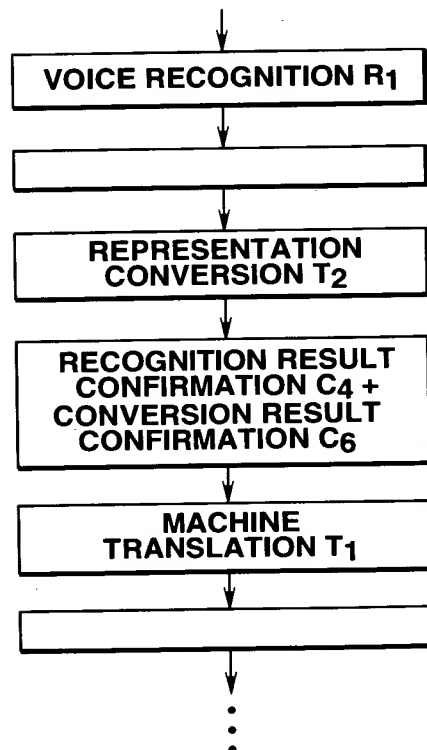 VOICE RECOGNITION R1
REPRESENTATION
CONVERSION T2
RECOGNITION RESULT
CONFIRMATION C4 +
CONVERSION RESULT
CONFIRMATION C6
MACHINE
TRANSLATION T1